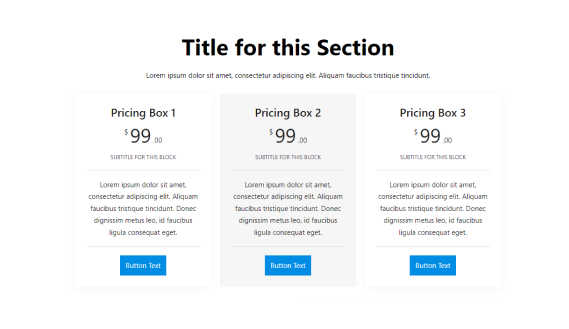 Title for this Section
Lorem ipsum dolor sit amet, consectetur adipiscing elit. Aliquam faucibus tristique tincidunt.
Pricing Box 1
$99.00
SUBTITLE FOR THIS BLOCK
Lorem ipsum dolor sit amet,
consectetur adipiscing elit. Aliquam
faucibus tristique tincidunt. Donec
dignissim metus leo, id faucibus
ligula consequat eget.
Button Text
Pricing Box 2
$99.00
SUBTITLE FOR THIS BLOCK
Lorem ipsum dolor sit amet,
consectetur adipiscing elit. Aliquam
faucibus tristique tincidunt. Donec
dignissim metus leo, id faucibus
ligula consequat eget.
Button Text
Pricing Box 3
$99.00
SUBTITLE FOR THIS BLOCK
Lorem ipsum dolor sit amet,
consectetur adipiscing elit. Aliquam
faucibus tristique tincidunt. Donec
dignissim metus leo, id faucibus
ligula consequat eget.
Button Text